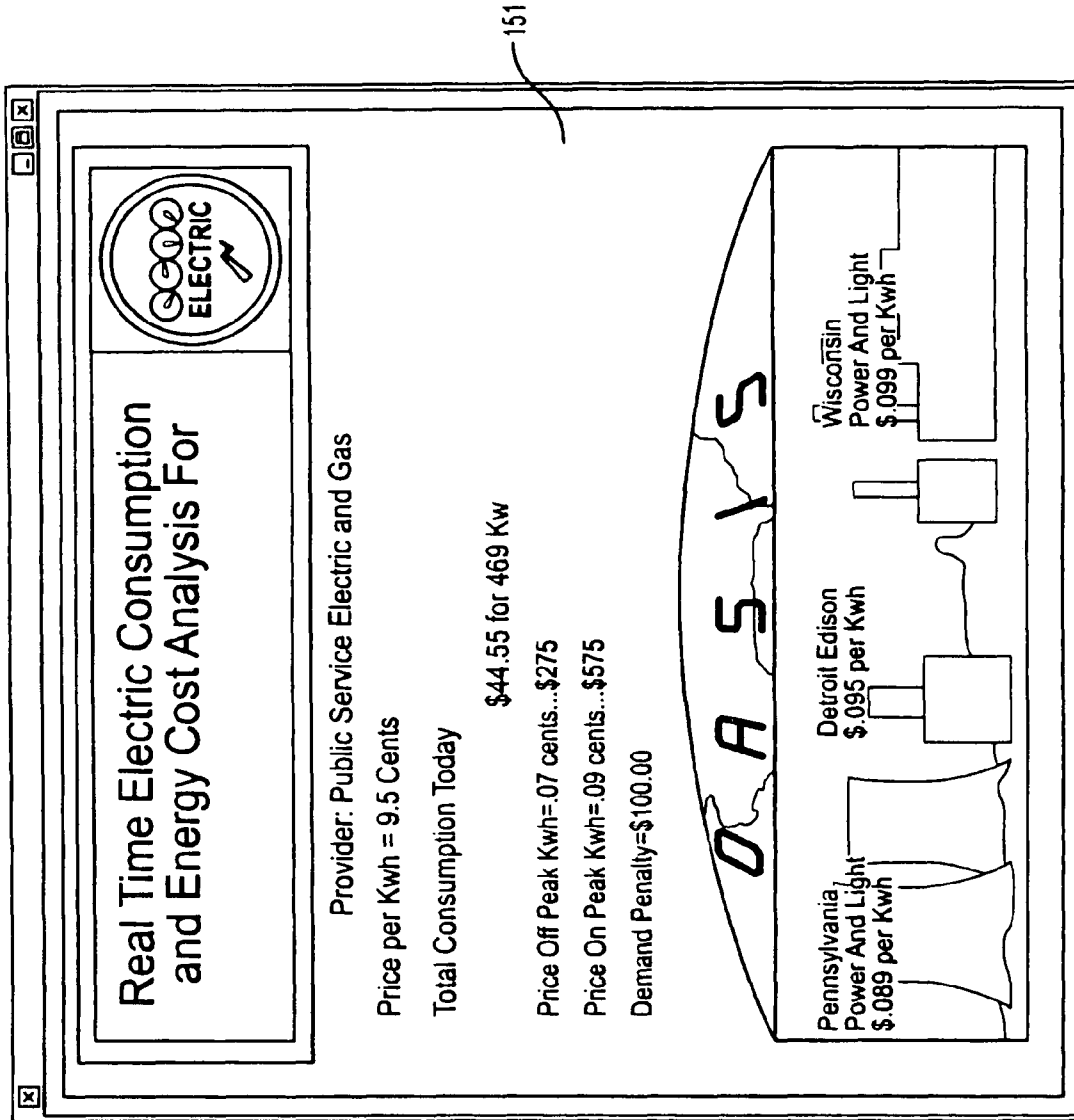 Real Time Electric Consumption
and Energy Cost Analysis For
ELECTRIC
Provider: Public Service Electric and Gas
Price per Kwh = 9.5 Cents
Total Consumption Today
$44.55 for 469 Kw
Price Off Peak Kwh=.07 cents...$275
Price On Peak Kwh=.09 cents...$575
Demand Penalty=$100.00
151
OASIS
Pennsylvania
Power And Light
$.089 per Kwh
Detroit Edison
$.095 per Kwh
Wisconsin
Power And Light
$.099 per Kwh